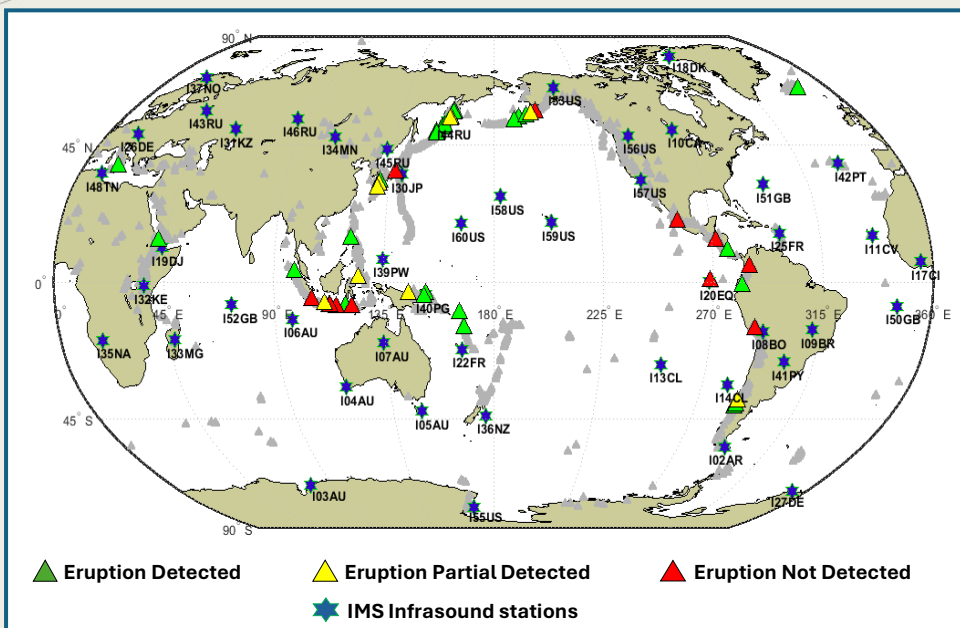 90° N
I18DK
I37NO
I53US
I43RU
I46RU
I44RU
I26DE
I31KZ
I34MN
I56US
I10CA
45° N
I45RU
I48TN
I30JP
I57US
I42PT
I51GB
I58US
I60US
I59US
I25FR
I11CV
I19DJ
I39PW
I17CI
0°
I32KE
I20EQ
I40PG
I52GB
I50GB
45° E
90° E
135° E
180° E
225° E
270° E
315° E
360° E
I06AU
I08BO
I09BR
I35NA
I33MG
I07AU
I22FR
I13CL
I41PY
I04AU
I14CL
I05AU
I36NZ
45° S
I02AR
I03AU
I27DE
I55US
90° S
Eruption Detected
Eruption Partial Detected
Eruption Not Detected
IMS Infrasound stations